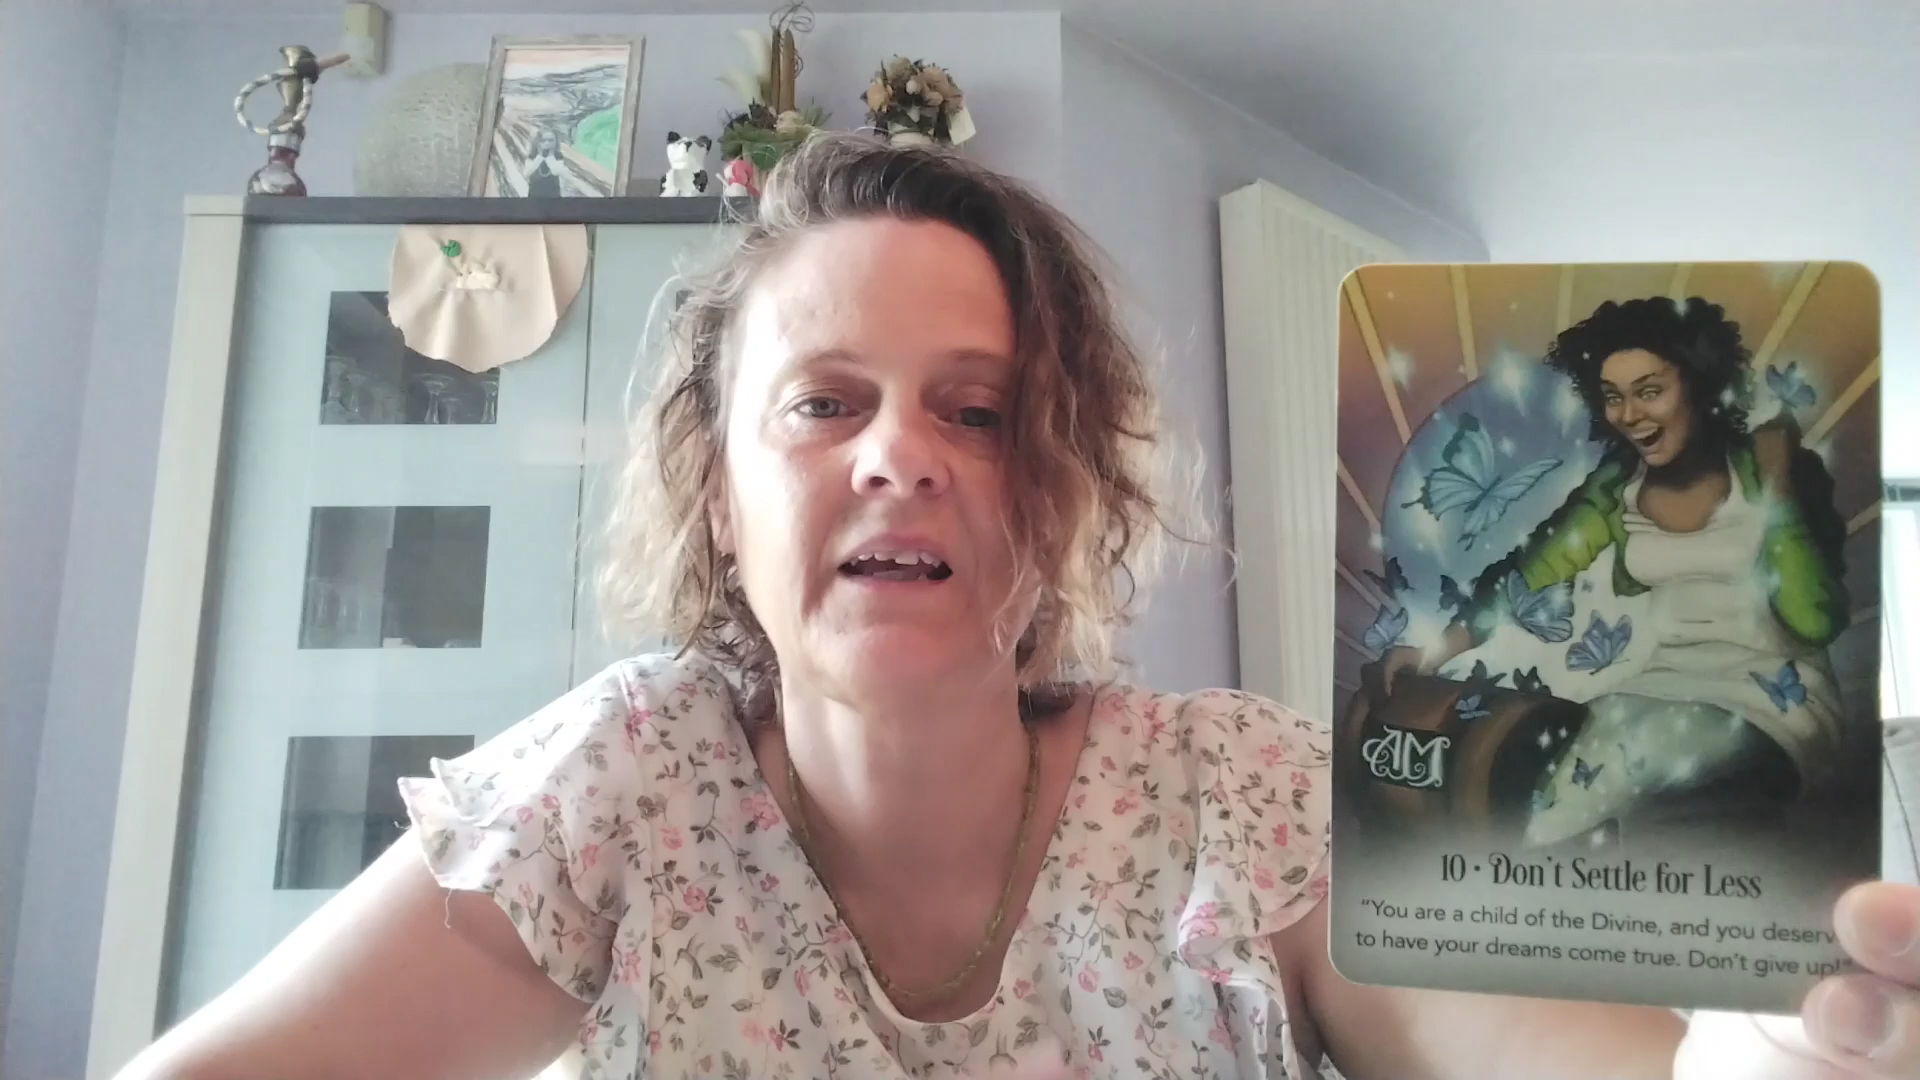 AM
10 • Don't Settle for Less
"You are a child of the Divine, and you deserv
to have your dreams come true. Don't give up!"